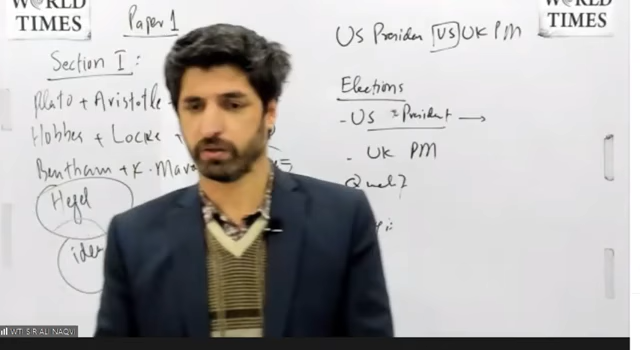 WORLD
TIMES
Paper 1
Section I:
Plato + Aristotle
Hobbes + Locke +
Bentham + K. Marx
Hegel
US President VS UK PM
Elections
- US President →
- UK PM
WORLD
TIMES
WTI SIR ALI NAQVI